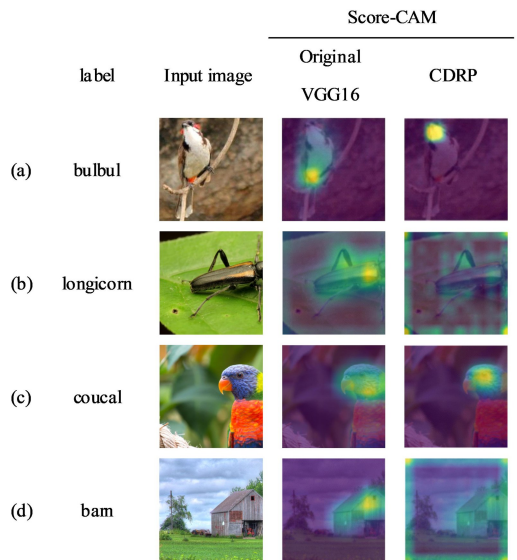 Score-CAM
label Input image Original VGG16 CDRP
(a) bulbul
(b) longicorn
(c) coucal
(d) barn